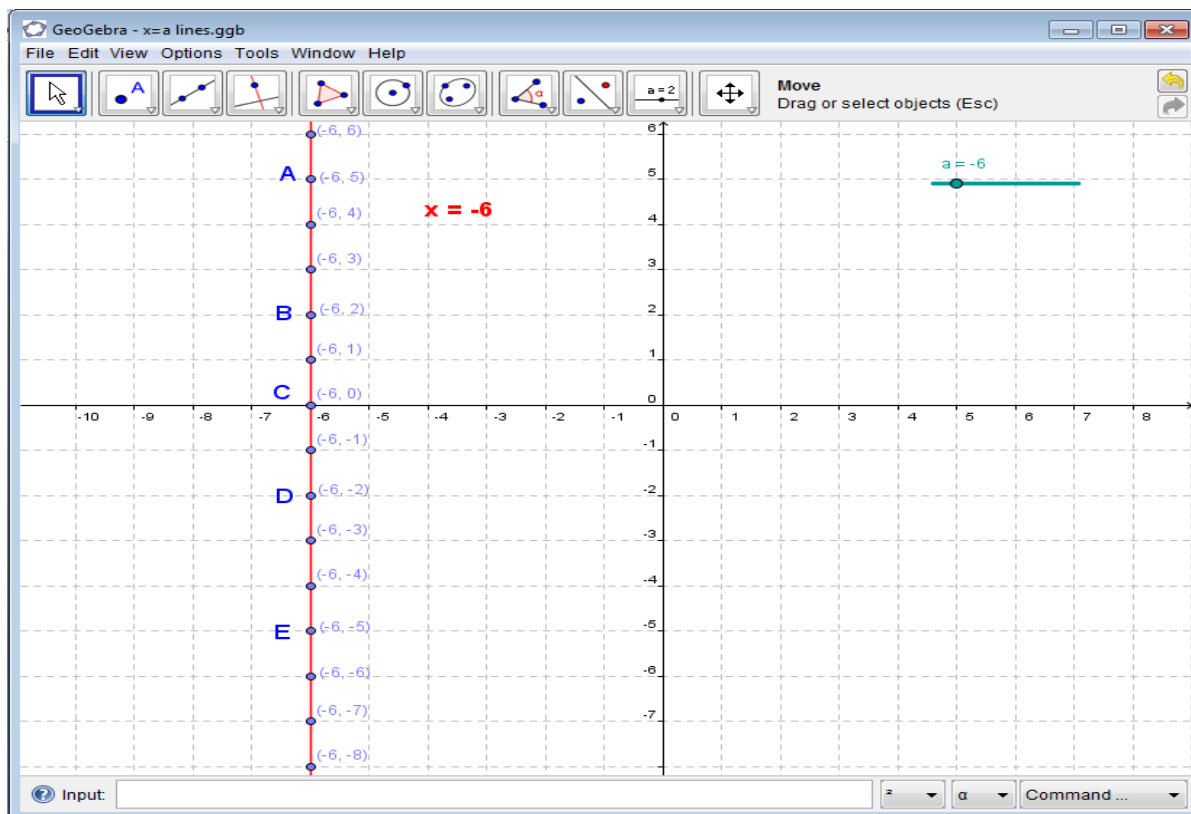 GeoGebra - x=a lines.ggb
File Edit View Options Tools Window Help
A
α
a = 2
Move
Drag or select objects (Esc)
(-6, 6)
6
a = -6
A
(-6, 5)
5
(-6, 4)
x = -6
4
(-6, 3)
3
B
(-6, 2)
2
(-6, 1)
1
C
(-6, 0)
0
-10 -9 -8 -7 -6 -5 -4 -3 -2 -1 0 1 2 3 4 5 6 7 8
(-6, -1)
-1
D
(-6, -2)
-2
(-6, -3)
-3
(-6, -4)
-4
E
(-6, -5)
-5
(-6, -6)
-6
(-6, -7)
-7
(-6, -8)
Input:
²
α
Command ...